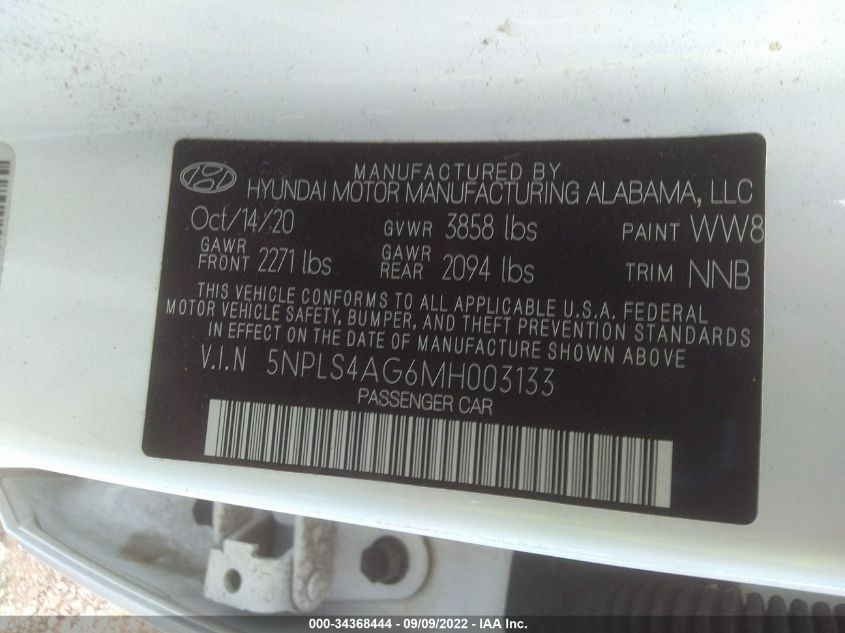 MANUFACTURED BY
HYUNDAI MOTOR MANUFACTURING ALABAMA, LLC
Oct/14/20 GVWR 3858 lbs PAINT WW8
GAWR FRONT 2271 lbs GAWR REAR 2094 lbs TRIM NNB
THIS VEHICLE CONFORMS TO ALL APPLICABLE U.S.A. FEDERAL
MOTOR VEHICLE SAFETY, BUMPER, AND THEFT PREVENTION STANDARDS
IN EFFECT ON THE DATE OF MANUFACTURE SHOWN ABOVE
V.I.N 5NPLS4AG6MH003133
PASSENGER CAR
000-34368444 - 09/09/2022 - IAA Inc.